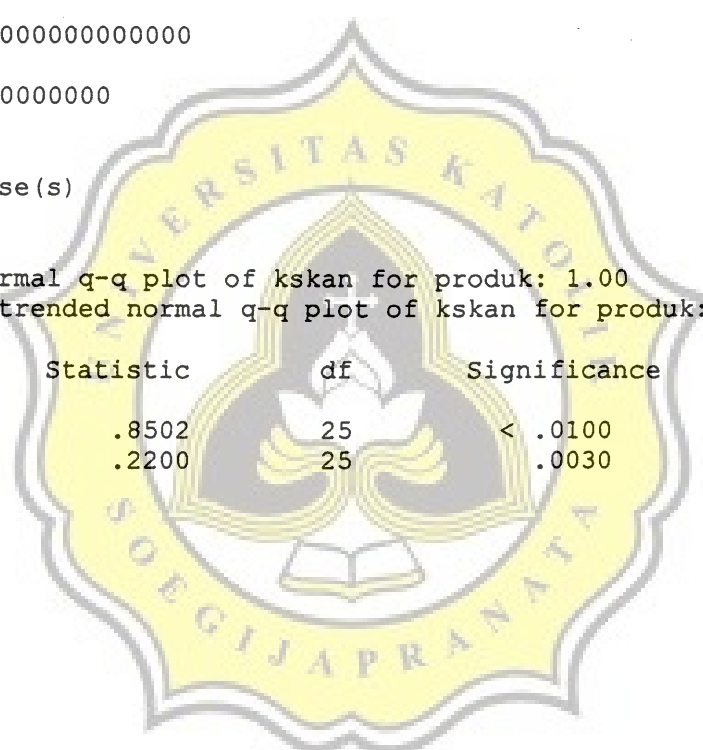 000000000000
0000000
se(s)
rmal q-q plot of kskan for produk: 1.00
trended normal q-q plot of kskan for produk:
Statistic df Significance
.8502 25 < .0100
.2200 25 .0030
UNIVERSITAS KATOLIK
SOEGIJAPRANATA